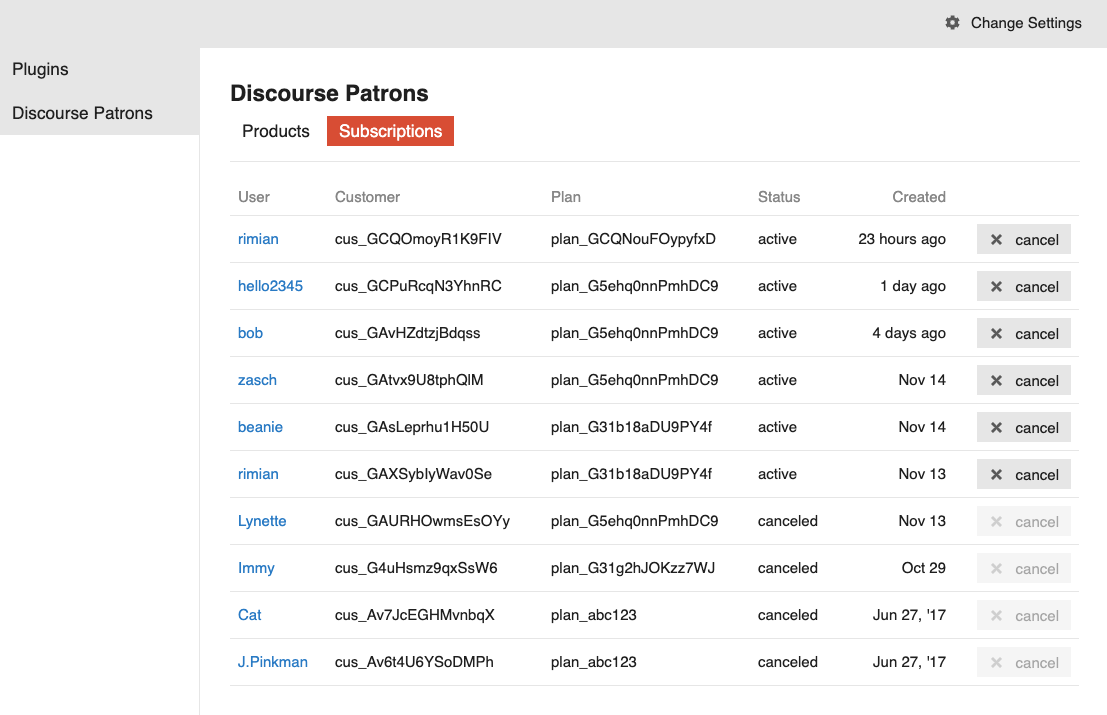 Change Settings
Plugins
Discourse Patrons
Discourse Patrons
Products Subscriptions
User Customer Plan Status Created
rimian cus_GCQOmoyR1K9FIV plan_GCQNouFOypyfxD active 23 hours ago cancel
hello2345 cus_GCPuRcqN3YhnRC plan_G5ehq0nnPmhDC9 active 1 day ago cancel
bob cus_GAvHZdtzjBdqss plan_G5ehq0nnPmhDC9 active 4 days ago cancel
zasch cus_GAtvx9U8tphQlM plan_G5ehq0nnPmhDC9 active Nov 14 cancel
beanie cus_GAsLeprhu1H50U plan_G31b18aDU9PY4f active Nov 14 cancel
rimian cus_GAXSybIyWav0Se plan_G31b18aDU9PY4f active Nov 13 cancel
Lynette cus_GAURHOwmsEsOYy plan_G5ehq0nnPmhDC9 canceled Nov 13 cancel
Immy cus_G4uHsmz9qxSsW6 plan_G31g2hJOKzz7WJ canceled Oct 29 cancel
Cat cus_Av7JcEGHMvnbqX plan_abc123 canceled Jun 27, '17 cancel
J.Pinkman cus_Av6t4U6YSoDMPh plan_abc123 canceled Jun 27, '17 cancel